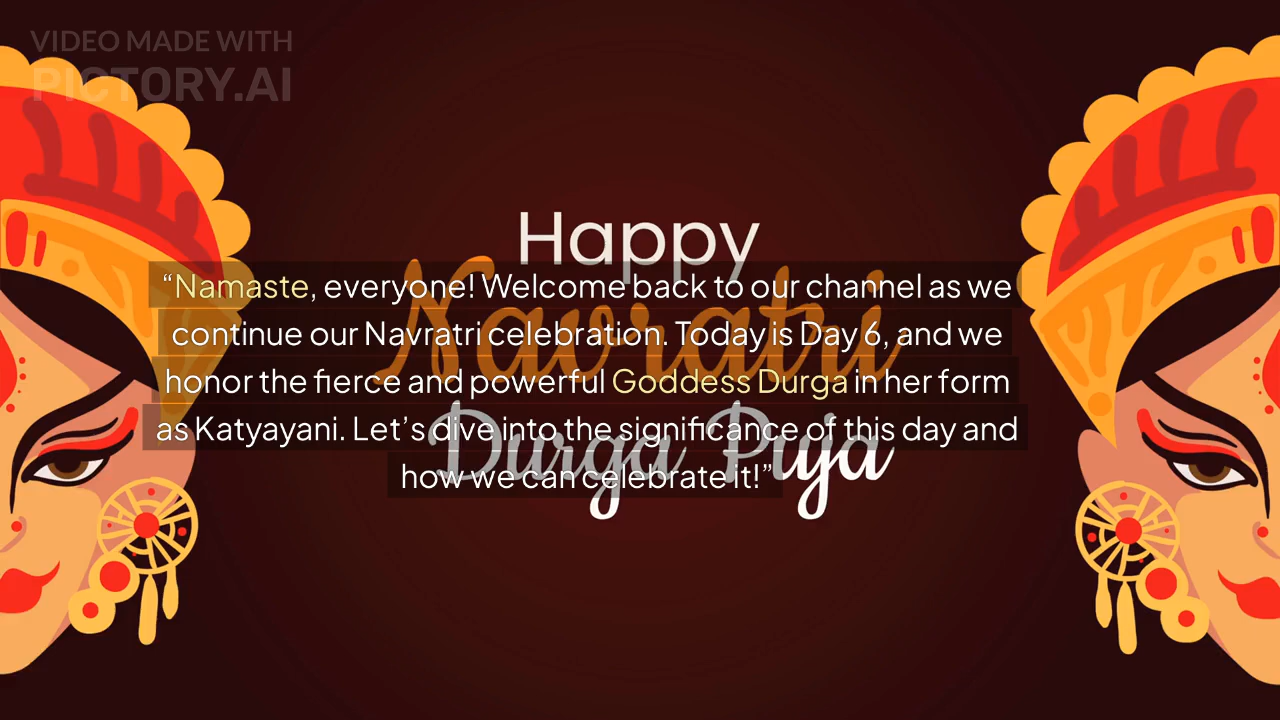 VIDEO MADE WITH
PICTORY.AI
Happy
Navratri
Durga Puja
“Namaste, everyone! Welcome back to our channel as we
continue our Navratri celebration. Today is Day 6, and we
honor the fierce and powerful Goddess Durga in her form
as Katyayani. Let’s dive into the significance of this day and
how we can celebrate it!”